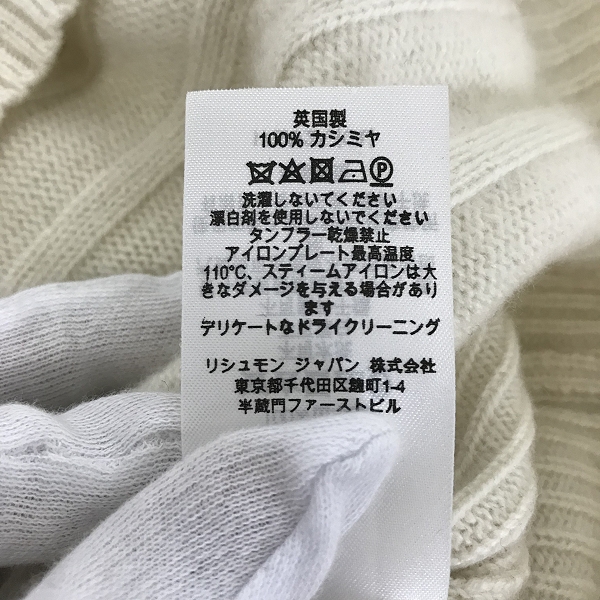 英国製
100% カシミヤ
P
洗濯しないてください
漂白剤を使用しないでください
タンブラー乾燥禁止
アイロンプレート最高温度
110°C、スティームアイロンは大
きなダメージを与える場合があり
ます
デリケートなドライクリーニング
リシュモン ジャパン 株式会社
東京都千代田区麹町1-4
半蔵門ファーストビル